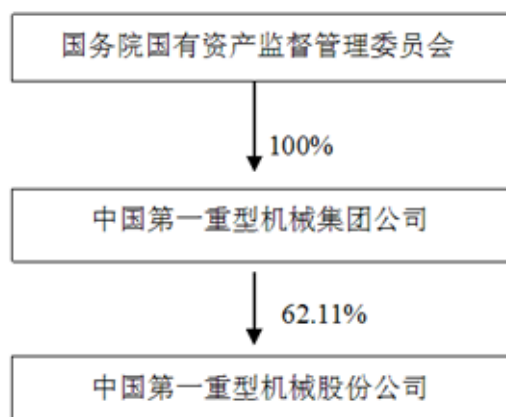 国务院国有资产监督管理委员会
100%
中国第一重型机械集团公司
62.11%
中国第一重型机械股份公司